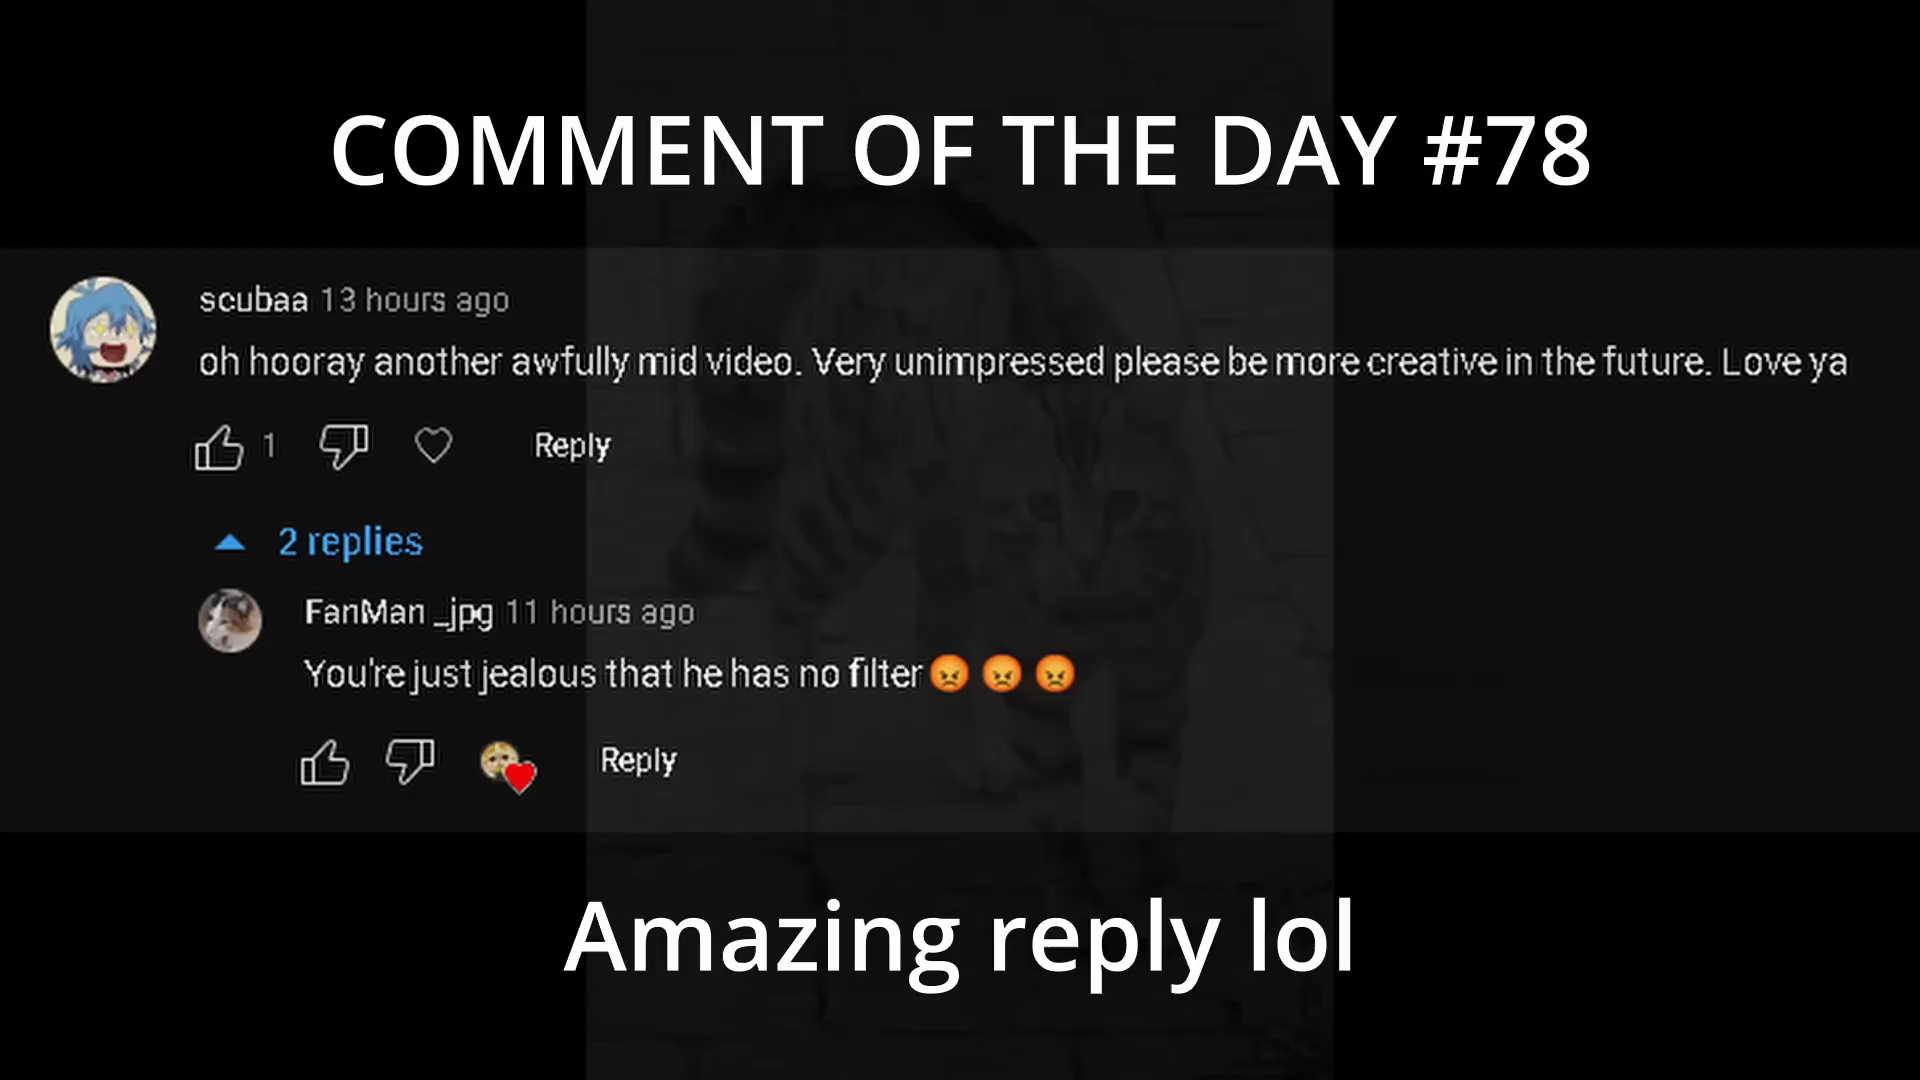 COMMENT OF THE DAY #78
scubaa 13 hours ago
oh hooray another awfully mid video. Very unimpressed please be more creative in the future. Love ya
1 Reply
2 replies
FanMan _jpg 11 hours ago
You're just jealous that he has no filter😡 😡 😡
Reply
Amazing reply lol